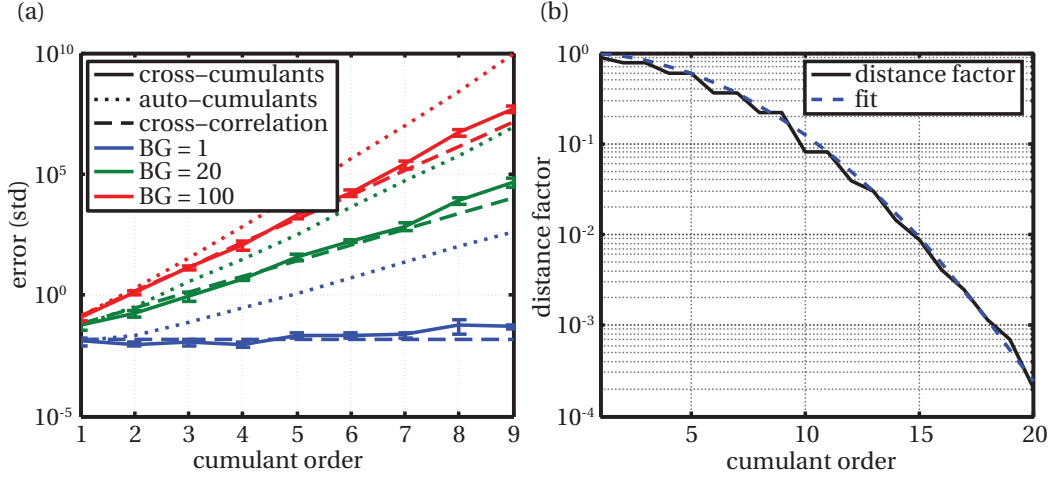 (a)
error (std)
10^10
10^5
10^0
10^-5
cross-cumulants
auto-cumulants
cross-correlation
BG = 1
BG = 20
BG = 100
1 2 3 4 5 6 7 8 9
cumulant order
(b)
distance factor
10^0
10^-1
10^-2
10^-3
10^-4
distance factor
fit
5 10 15 20
cumulant order